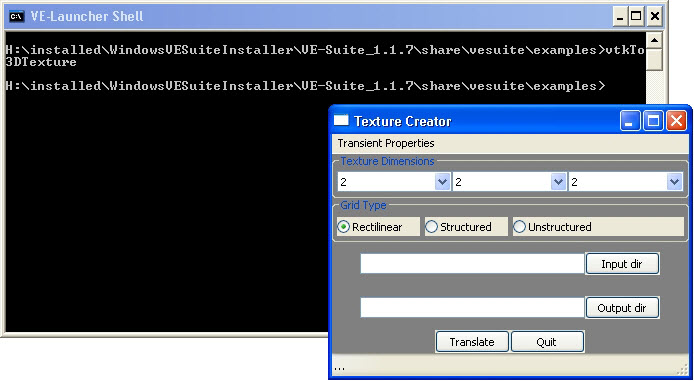 VE-Launcher Shell
H:\installed\WindowsVESuiteInstaller\VE-Suite_1.1.7\share\vesuite\examples>vtkTo
3DTexture
H:\installed\WindowsVESuiteInstaller\VE-Suite_1.1.7\share\vesuite\examples>
Texture Creator
Transient Properties
Texture Dimensions
2 2 2
Grid Type
Rectilinear Structured Unstructured
Input dir
Output dir
Translate Quit
...